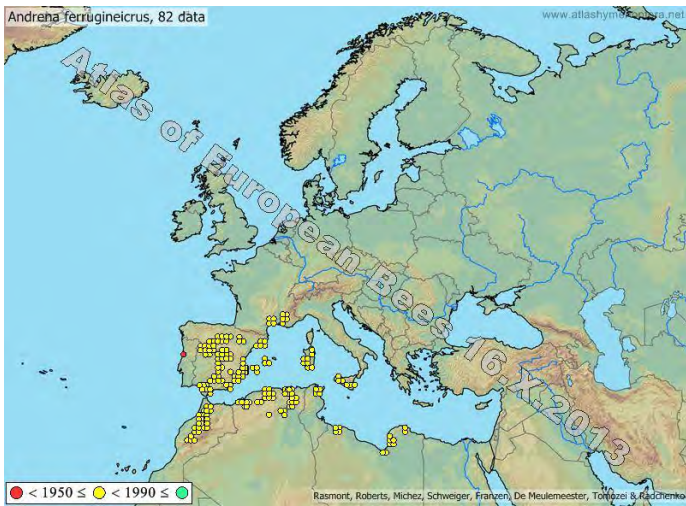 Andrena ferrugineicrus, 82 data
www.atlashymenoptera.net
Atlas of European Bees 16.X.2013
< 1950 ≤ < 1990 ≤
Rasmont, Roberts, Michez, Schweiger, Franzen, De Meulemeester, Tomozei & Radchenko